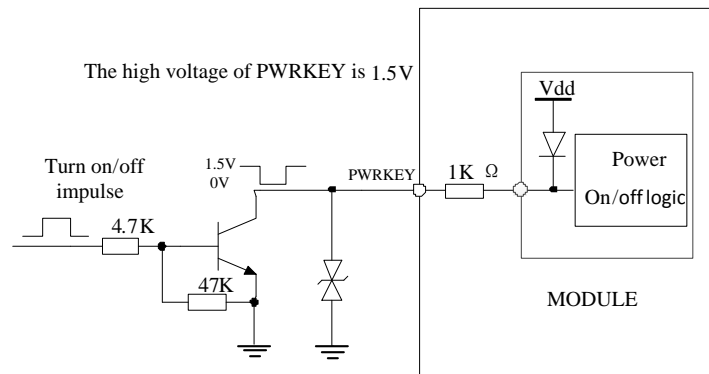 The high voltage of PWRKEY is 1.5V
Vdd
Turn on/off
impulse
1.5V
0V
PWRKEY
1K Ω
Power
On/off logic
4.7K
47K
MODULE